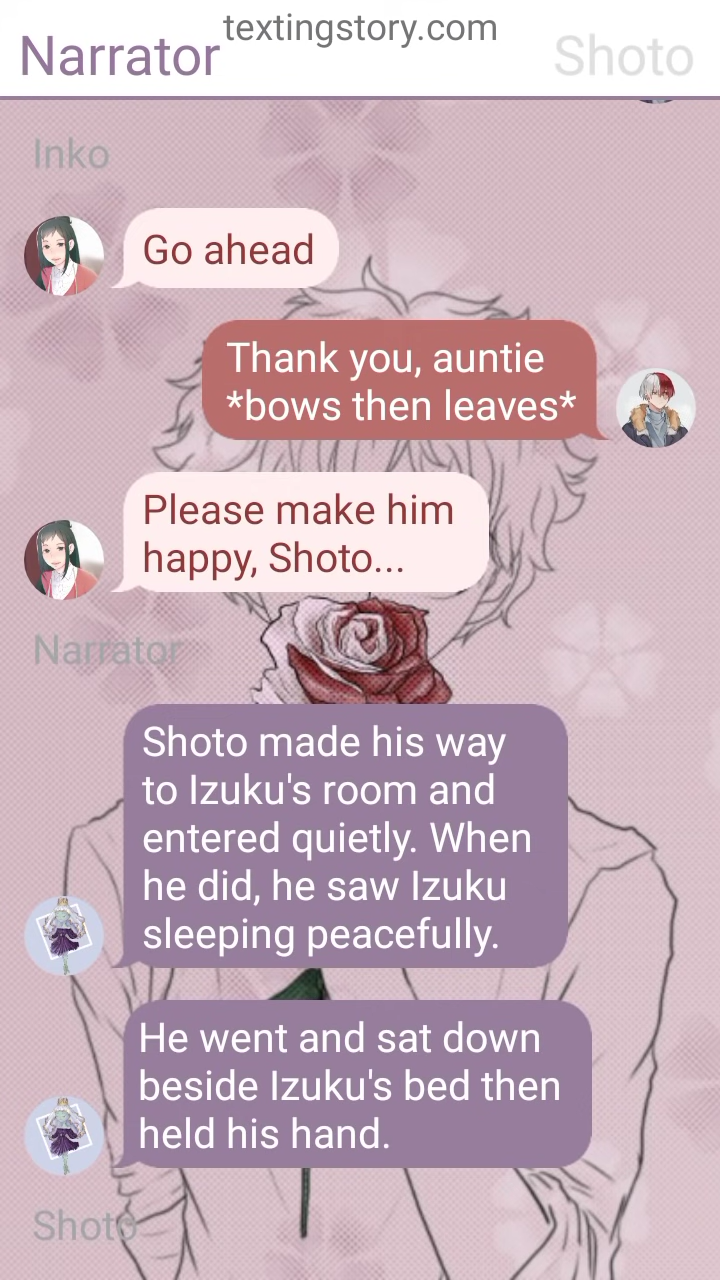 textingstory.com
Narrator
Shoto
Inko
Go ahead
Thank you, auntie
*bows then leaves*
Please make him
happy, Shoto...
Narrator
Shoto made his way
to Izuku's room and
entered quietly. When
he did, he saw Izuku
sleeping peacefully.
He went and sat down
beside Izuku's bed then
held his hand.
Shoto